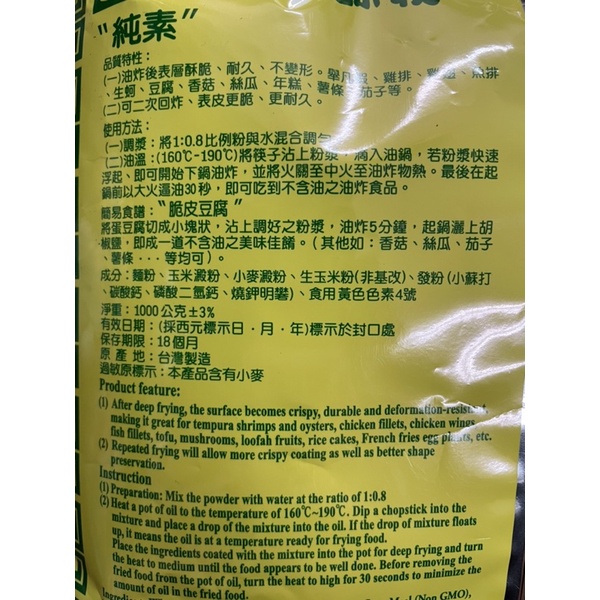 "純素"
品質特性：
(一)油炸後表層酥脆、耐久、不變形。舉凡蝦、雞排、雞翅、魚排
、生蚵、豆腐、香菇、絲瓜、年糕、薯條、茄子等。
(二)可二次回炸、表皮更脆、更耐久。
使用方法：
(一)調漿：將1:0.8比例粉與水混合調勻
(二)油溫：(160℃-190℃)將筷子沾上粉漿，滴入油鍋，若粉漿快速
浮起、即可開始下鍋油炸，並將火關至中火至油炸物熟。最後在起
鍋前以大火逼油30秒，即可吃到不含油之油炸食品。
簡易食譜："脆皮豆腐"
將蛋豆腐切成小塊狀，沾上調好之粉漿，油炸5分鐘，起鍋灑上胡
椒鹽，即成一道不含油之美味佳餚。(其他如：香菇、絲瓜、茄子
、薯條．．．等均可)。
成分：麵粉、玉米澱粉、小麥澱粉、生玉米粉(非基改)、發粉(小蘇打
、碳酸鈣、磷酸二氫鈣、燒鉀明礬)、食用黃色色素4號
淨重：1000公克±3%
有效日期：(採西元標示日．月．年)標示於封口處
保存期限：18個月
原 產 地：台灣製造
過敏原標示：本產品含有小麥
Product feature:
(1) After deep frying, the surface becomes crispy, durable and deformation-resistant,
making it great for tempura shrimps and oysters, chicken fillets, chicken wings,
fish fillets, tofu, mushrooms, loofah fruits, rice cakes, French fries egg plants, etc.
(2) Repeated frying will allow more crispy coating as well as better shape
preservation.
Instruction
(1) Preparation: Mix the powder with water at the ratio of 1:0.8
(2) Heat a pot of oil to the temperature of 160℃~190℃. Dip a chopstick into the
mixture and place a drop of the mixture into the oil. If the drop of mixture floats
up, it means the oil is at a temperature ready for frying food.
Place the ingredients coated with the mixture into the pot for deep frying and turn
the heat to medium until the food appears to be well done. Before removing the
fried food from the pot of oil, turn the heat to high for 30 seconds to minimize the
amount of oil in the fried food.
(Non GMO),